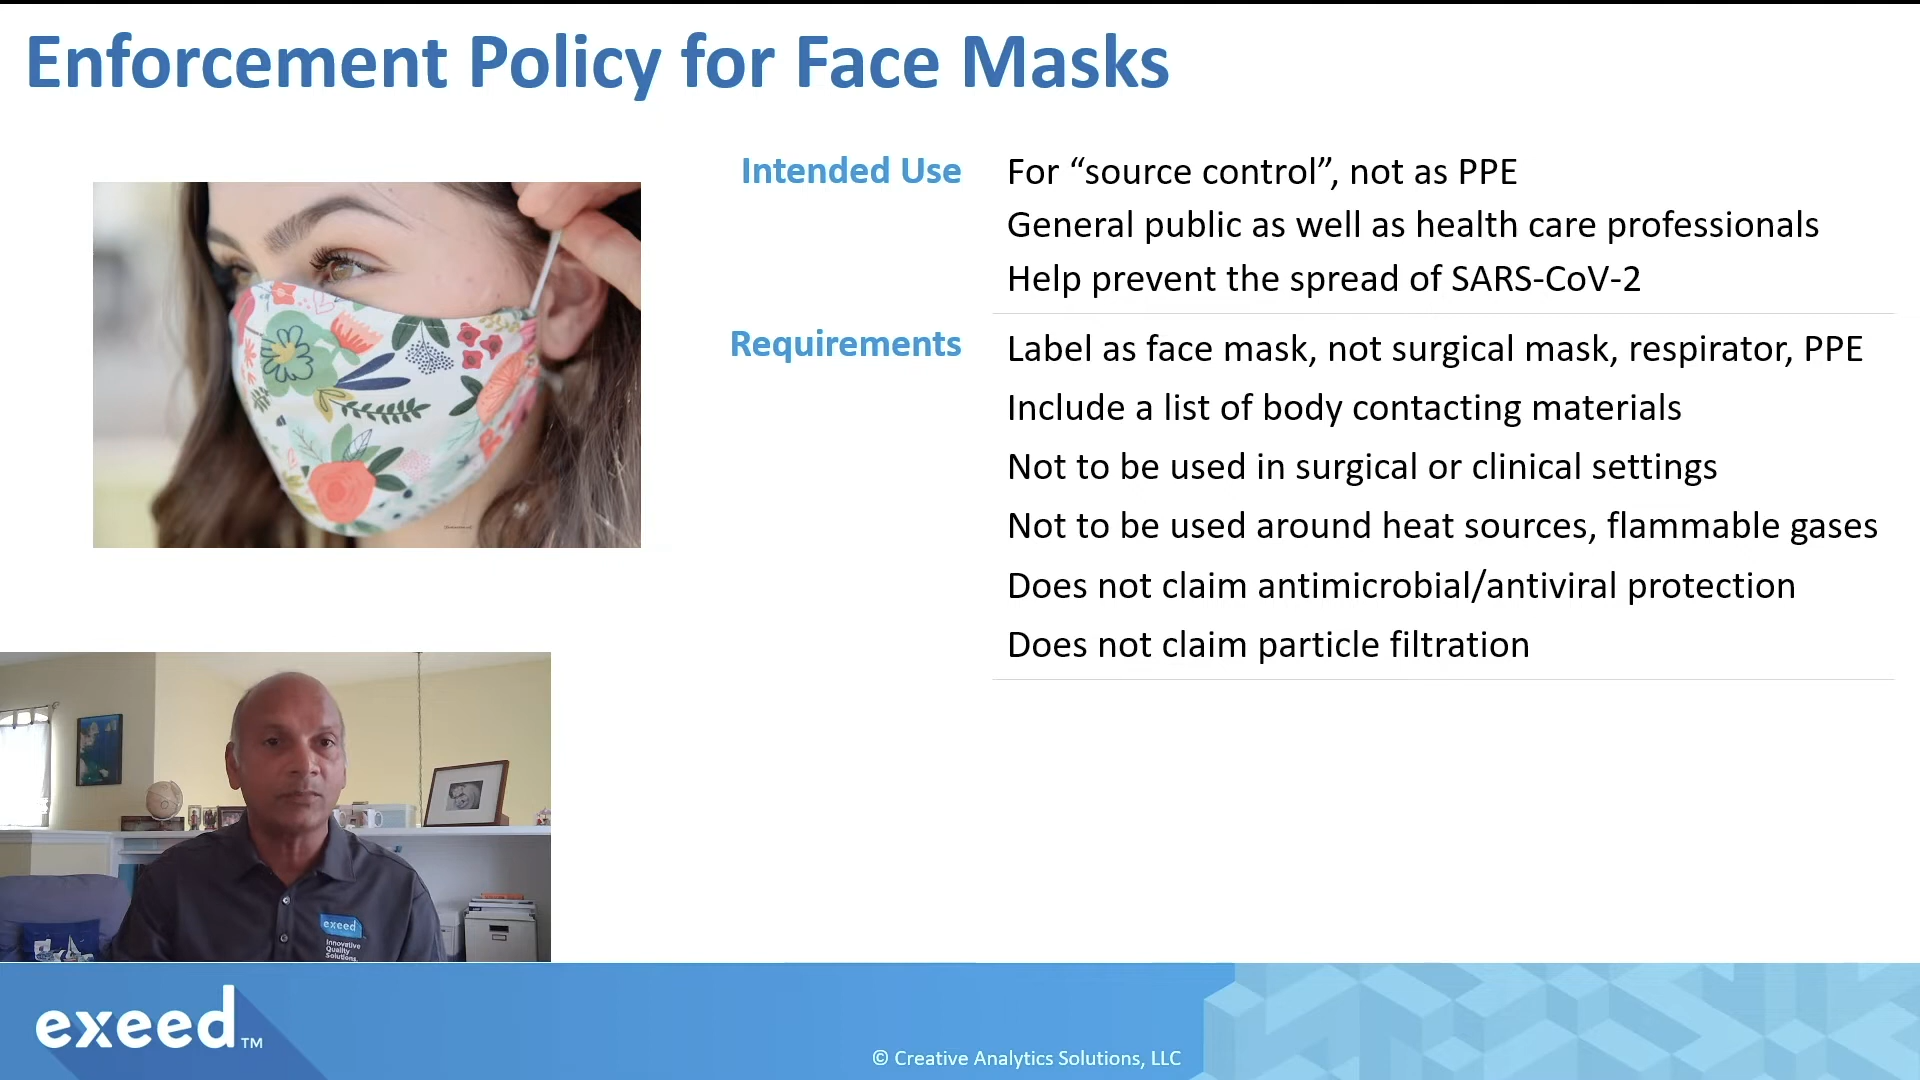 Enforcement Policy for Face Masks
Intended Use
For “source control”, not as PPE
General public as well as health care professionals
Help prevent the spread of SARS-CoV-2
Requirements
Label as face mask, not surgical mask, respirator, PPE
Include a list of body contacting materials
Not to be used in surgical or clinical settings
Not to be used around heat sources, flammable gases
Does not claim antimicrobial/antiviral protection
Does not claim particle filtration
exeed
Innovative
Quality
Solutions.
exeed™
© Creative Analytics Solutions, LLC